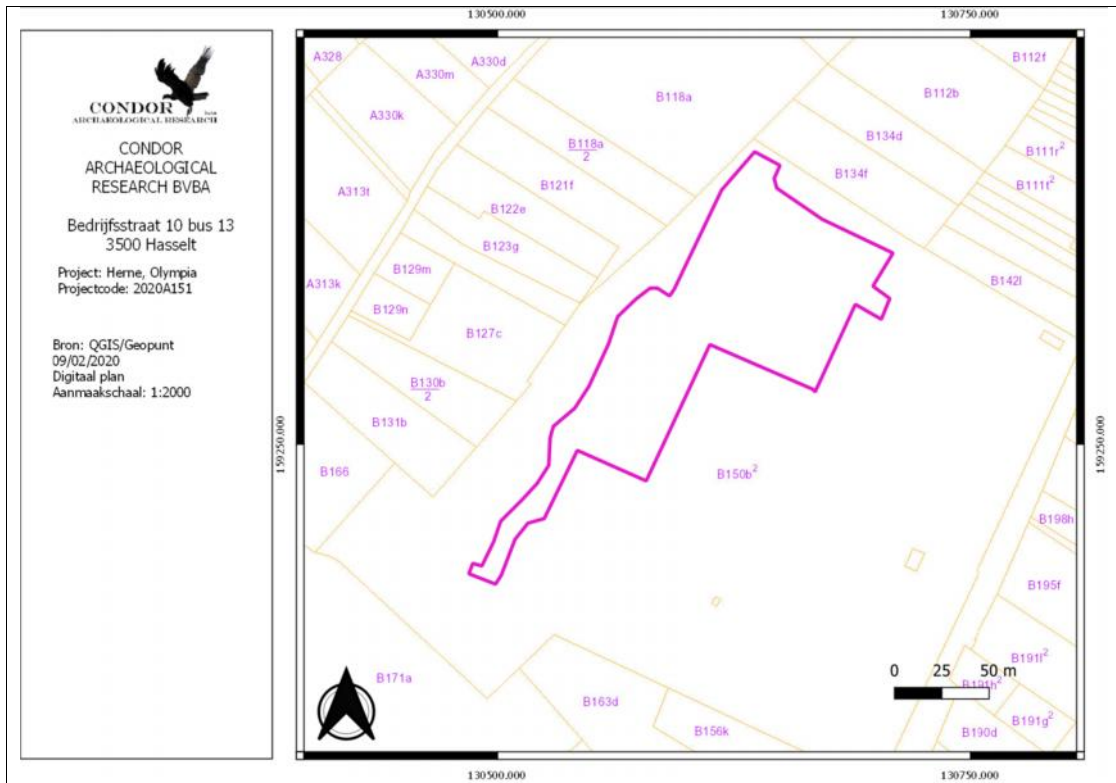 CONDOR bvba
ARCHAEOLOGICAL RESEARCH
CONDOR
ARCHAEOLOGICAL
RESEARCH BVBA
Bedrijfsstraat 10 bus 13
3500 Hasselt
Project: Herne, Olympia
Projectcode: 2020A151
Bron: QGIS/Geopunt
09/02/2020
Digitaal plan
Aanmaakschaal: 1:2000
130500.000 130750.000
A328
A330d
A330m
B112f
A330k
B118a
B112b
B118a
2
B134d
B111r²
A313t
B121f
B134f
B111t²
B122e
B123g
A313k
B129m
B142l
B129n
B127c
B130b
2
B131b
159250.000
159250.000
B166
B150b²
B198h
B195f
B171a
B191l²
0 25 50 m
B191h²
B163d
B191g²
B156k
B190d
130500.000 130750.000